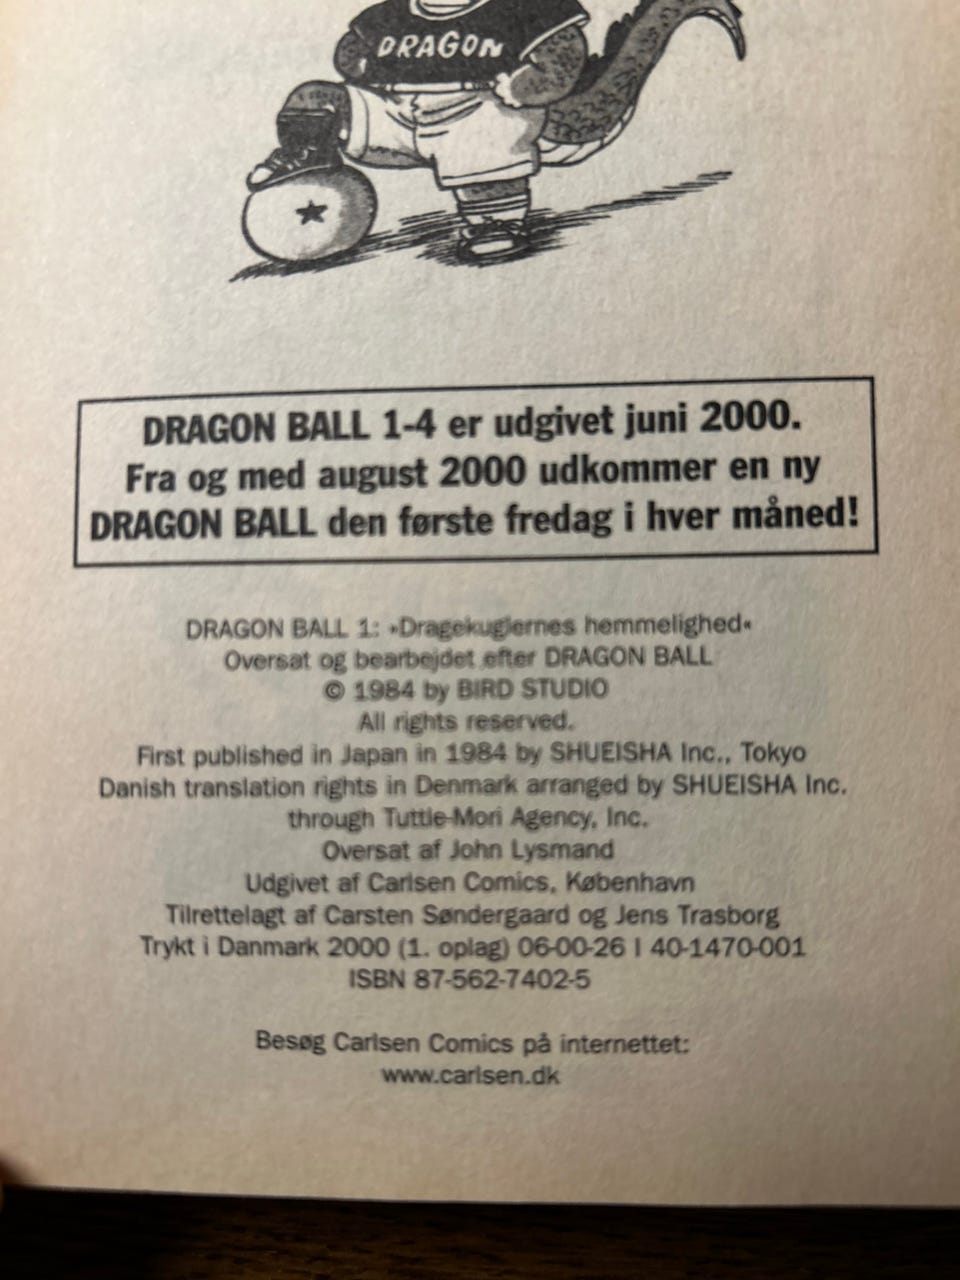 DRAGON
DRAGON BALL 1-4 er udgivet juni 2000.
Fra og med august 2000 udkommer en ny
DRAGON BALL den første fredag i hver måned!
DRAGON BALL 1: »Dragekuglernes hemmelighed«
Oversat og bearbejdet efter DRAGON BALL
© 1984 by BIRD STUDIO
All rights reserved.
First published in Japan in 1984 by SHUEISHA Inc., Tokyo
Danish translation rights in Denmark arranged by SHUEISHA Inc.
through Tuttle-Mori Agency, Inc.
Oversat af John Lysmand
Udgivet af Carlsen Comics, København
Tilrettelagt af Carsten Søndergaard og Jens Trasborg
Trykt i Danmark 2000 (1. oplag) 06-00-26 I 40-1470-001
ISBN 87-562-7402-5
Besøg Carlsen Comics på internettet:
www.carlsen.dk